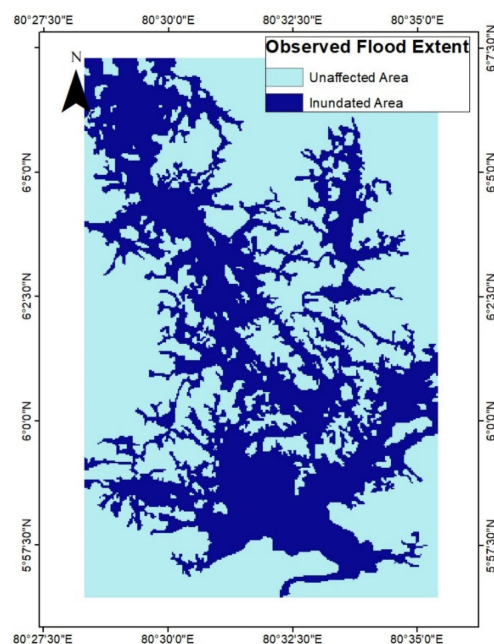 80°27'30"E 80°30'0"E 80°32'30"E 80°35'0"E
Observed Flood Extent
Unaffected Area
Inundated Area
N
6°7'30"N
6°5'0"N 6°5'0"N
6°2'30"N 6°2'30"N
6°0'0"N 6°0'0"N
5°57'30"N 5°57'30"N
80°27'30"E 80°30'0"E 80°32'30"E 80°35'0"E